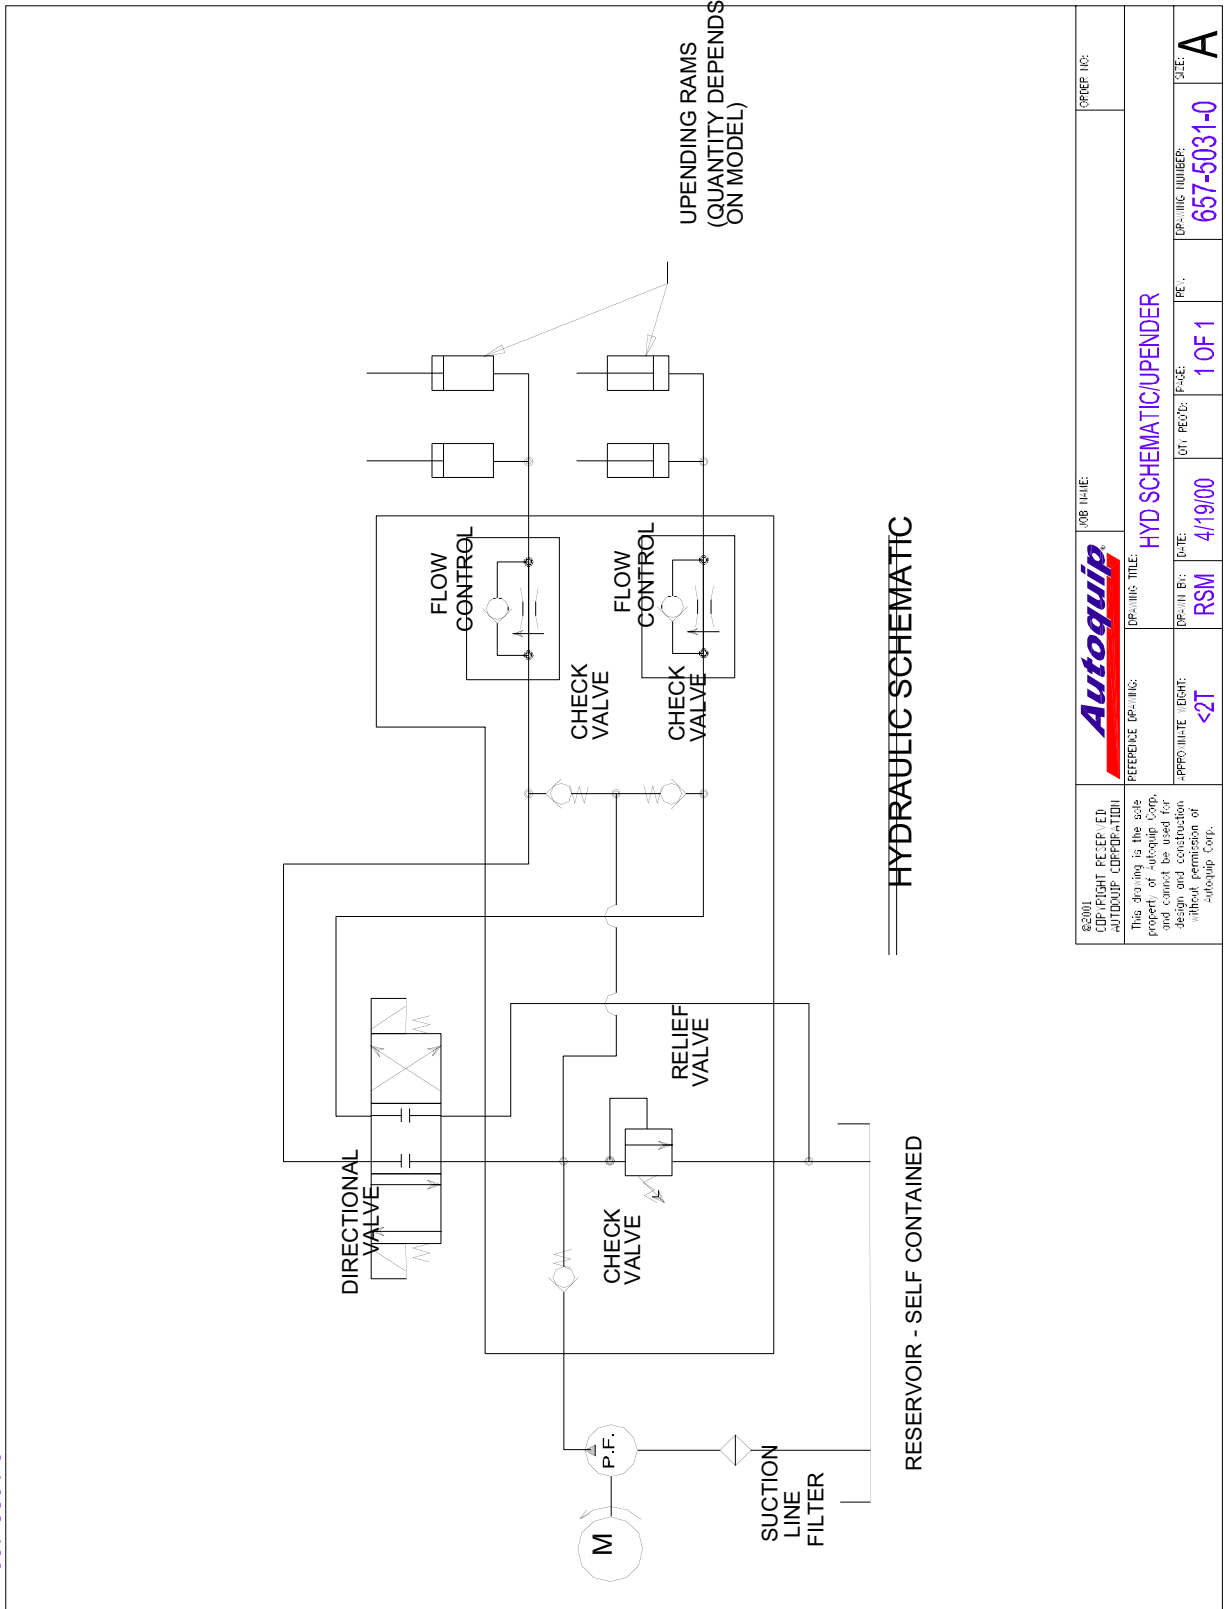 UPENDING RAMS
(QUANTITY DEPENDS
ON MODEL)
FLOW
CONTROL
FLOW
CONTROL
CHECK
VALVE
CHECK
VALVE
DIRECTIONAL
VALVE
RELIEF
VALVE
CHECK
VALVE
M
P.F.
SUCTION
LINE
FILTER
RESERVOIR - SELF CONTAINED
HYDRAULIC SCHEMATIC
©2001
COPYRIGHT RESERVED
AUTOQUIP CORPORATION
This drawing is the sole
property of Autoquip Corp.
and cannot be used for
design and construction
without permission of
Autoquip Corp.
Autoquip®
JOB NAME:
ORDER NO:
REFERENCE DRAWING:
DRAWING TITLE:
HYD SCHEMATIC/UPENDER
APPROXIMATE WEIGHT:
<2T
DRAWN BY:
RSM
DATE:
4/19/00
QTY REQ'D:
PAGE:
1 OF 1
REV.
DRAWING NUMBER:
657-5031-0
SIZE:
A